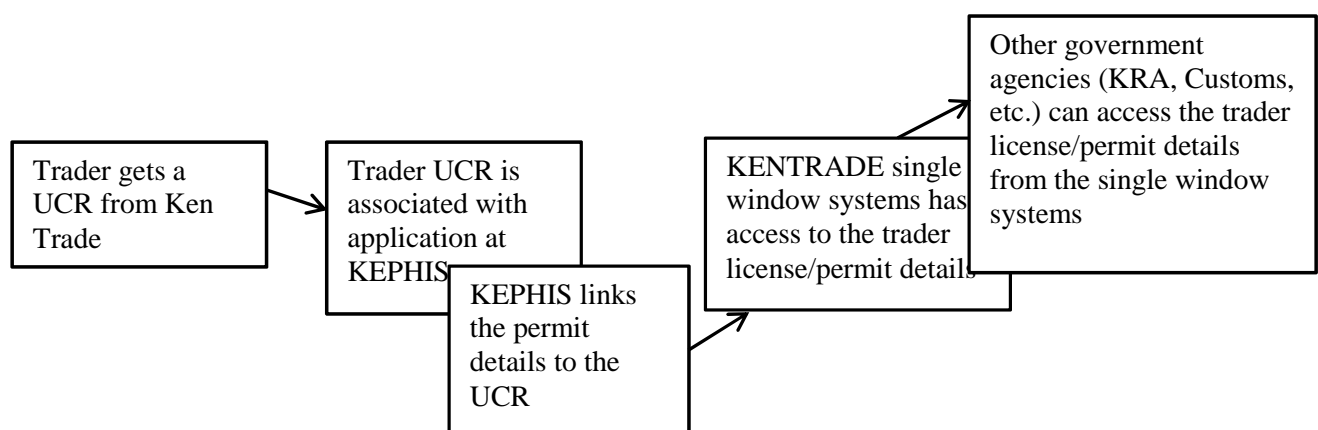 Trader gets a
UCR from Ken
Trade
Trader UCR is
associated with
application at
KEPHIS
KEPHIS links
the permit
details to the
UCR
KENTRADE single
window systems has
access to the trader
license/permit details
Other government
agencies (KRA, Customs,
etc.) can access the trader
license/permit details
from the single window
systems